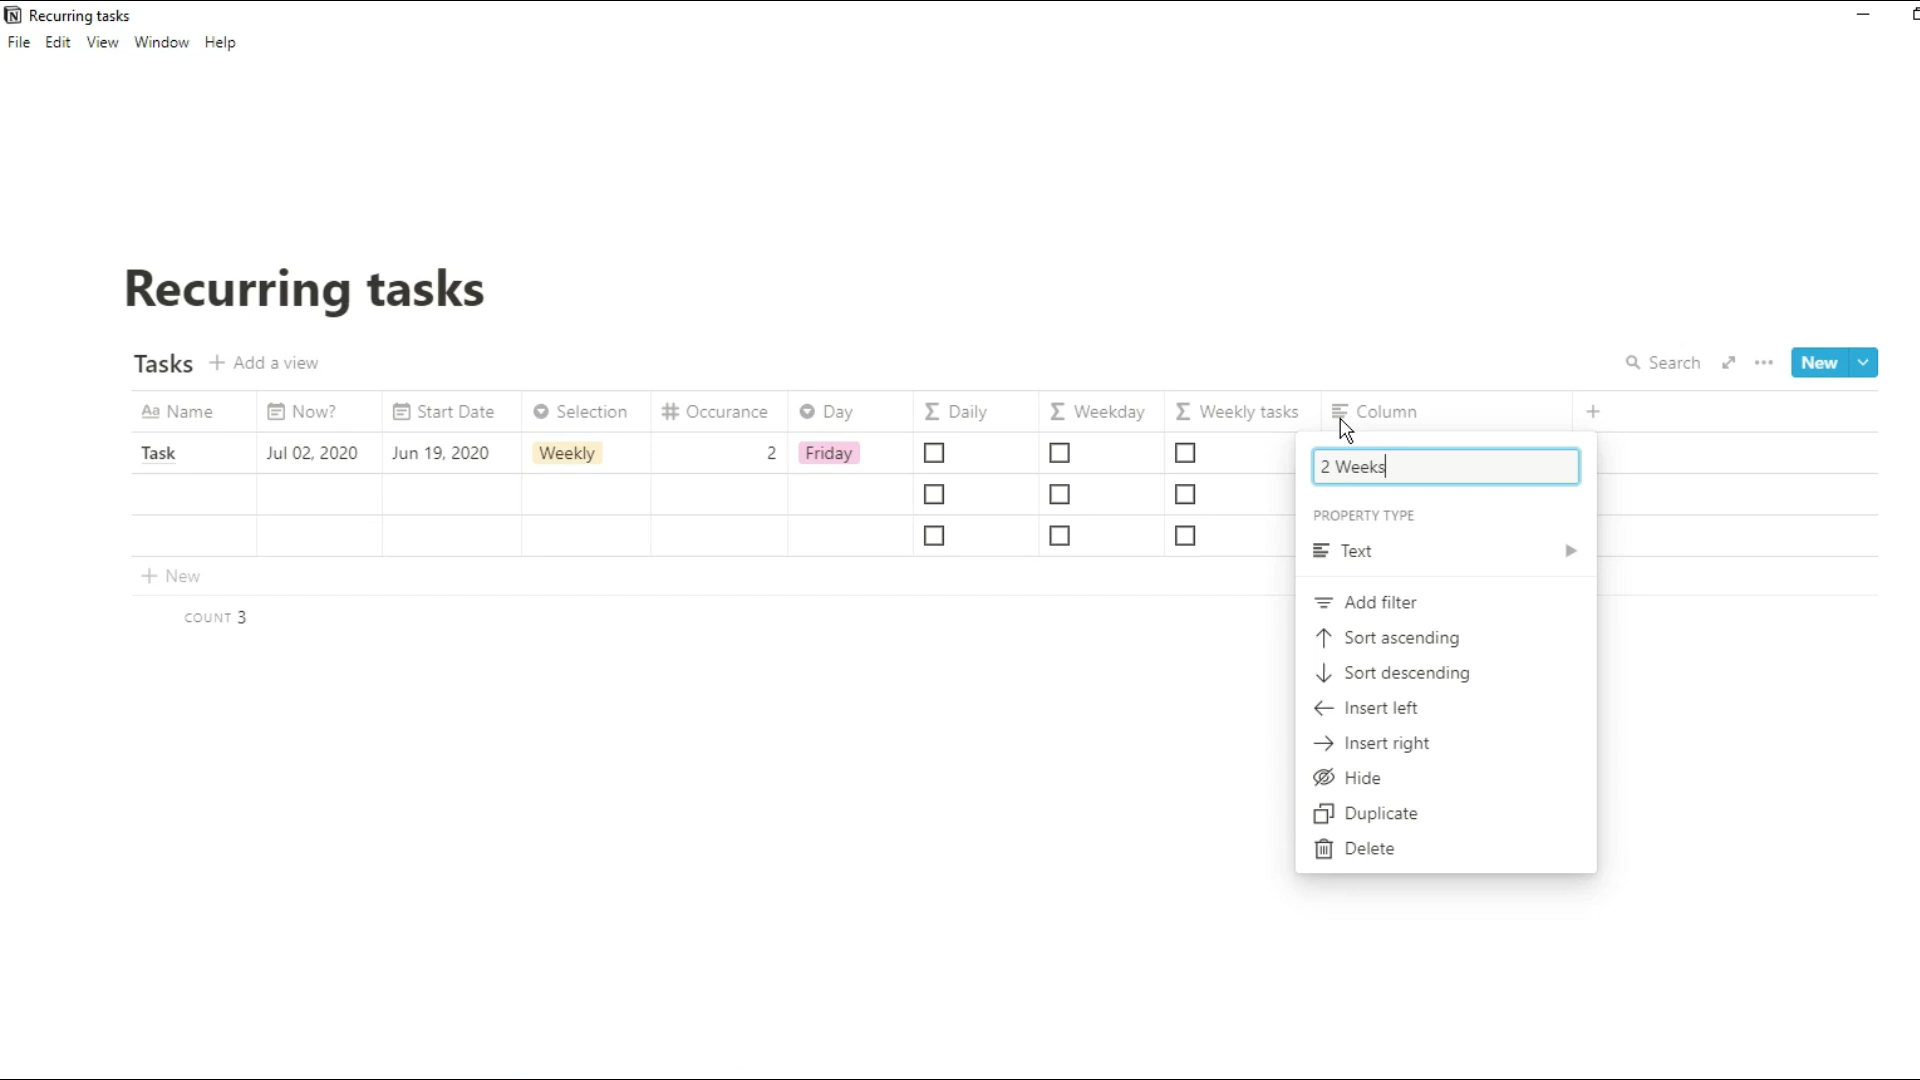 Recurring tasks
File Edit View Window Help
Recurring tasks
Tasks + Add a view Search New
Aa Name Now? Start Date Selection # Occurance Day Σ Daily Σ Weekday Σ Weekly tasks Column +
Task Jul 02, 2020 Jun 19, 2020 Weekly 2 Friday
2 Weeks
PROPERTY TYPE
Text
+ New
Add filter
COUNT 3
Sort ascending
Sort descending
Insert left
Insert right
Hide
Duplicate
Delete